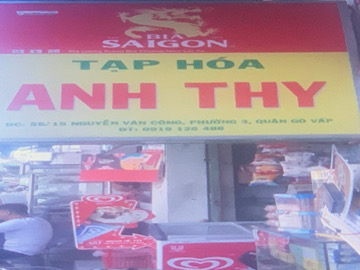 BIA
SAIGON
TẠP HÓA
ANH THY
ĐC: 55/15 NGUYỄN VĂN CÔNG, PHƯỜNG 3, QUẬN GÒ VẤP
ĐT: 0919 126 486